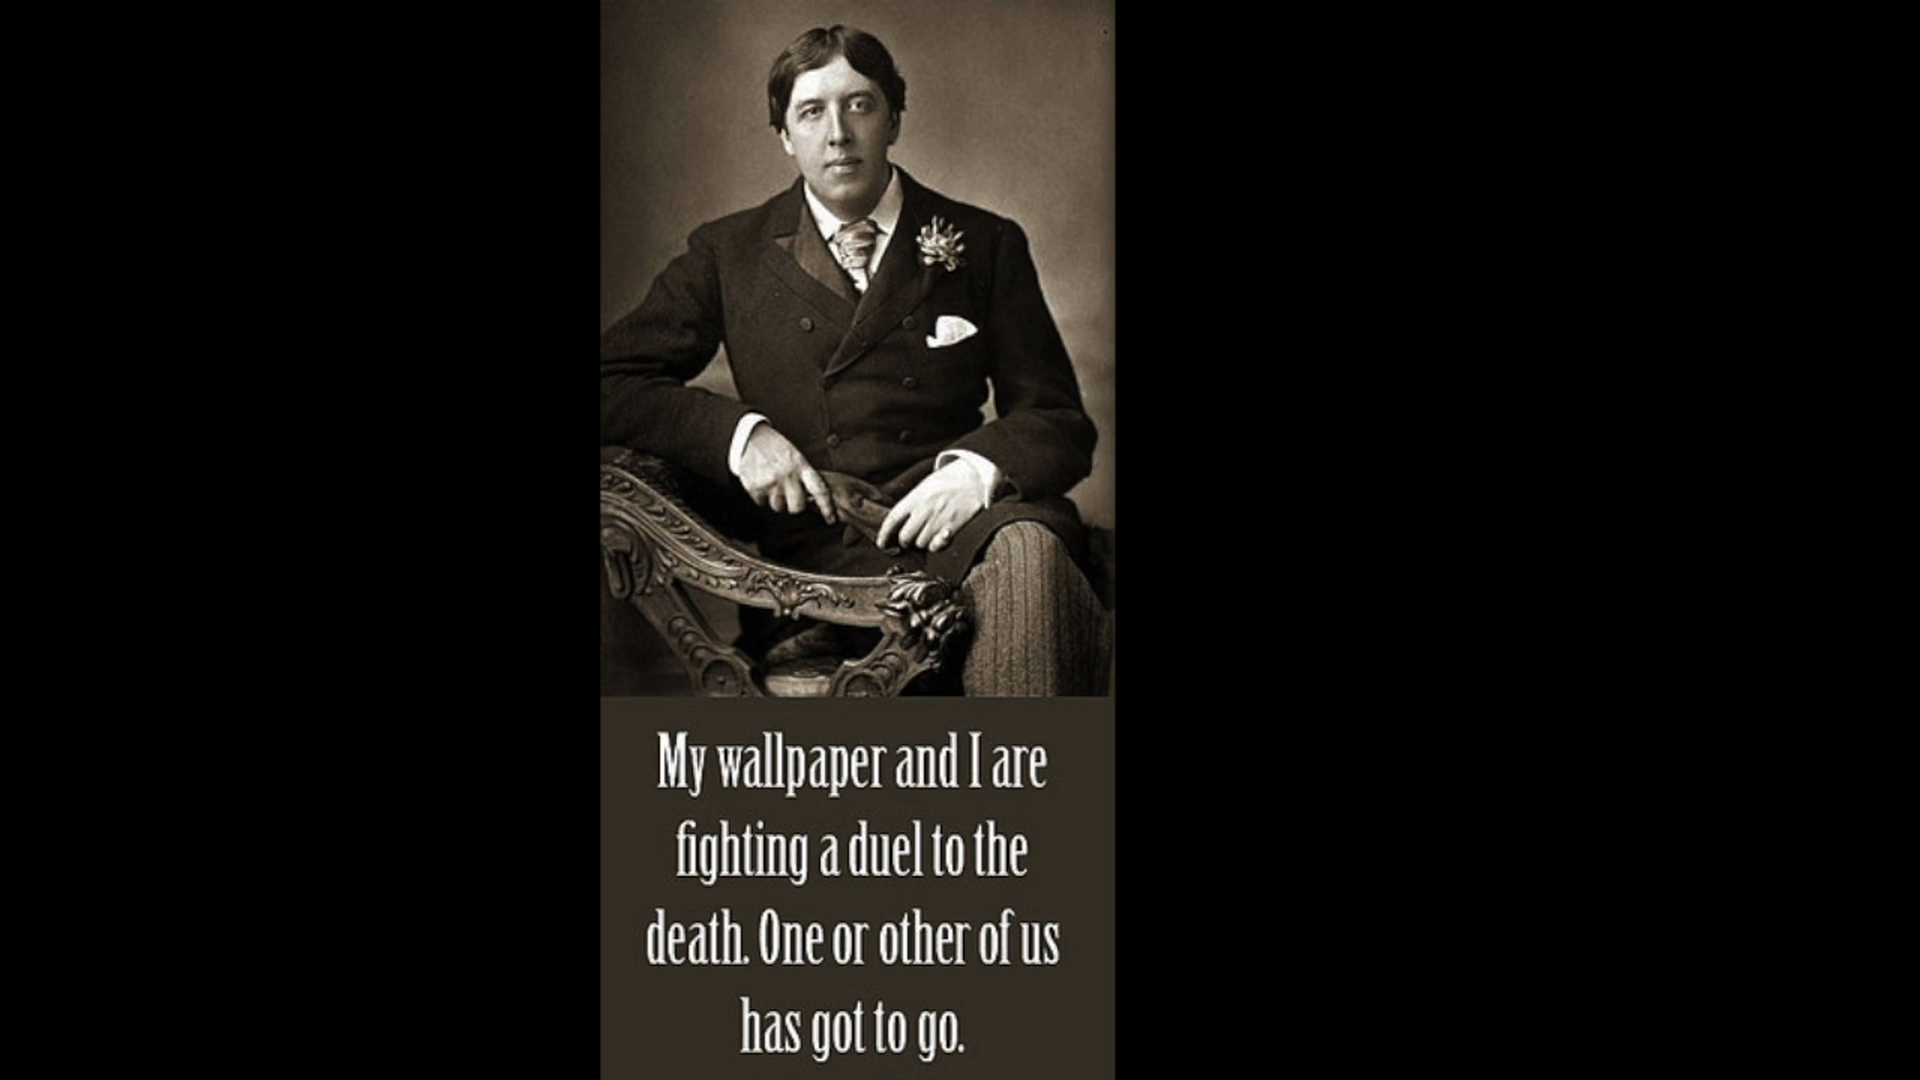 My wallpaper and I are
fighting a duel to the
death. One or other of us
has got to go.